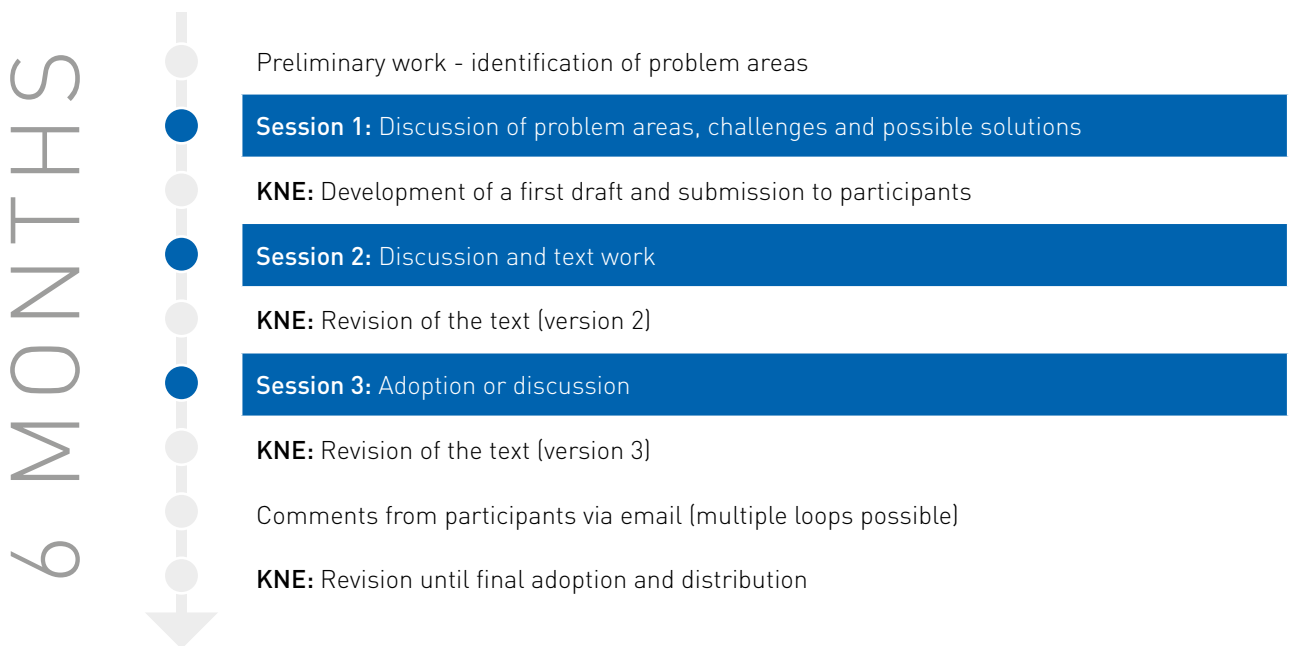 6 MONTHS
Preliminary work - identification of problem areas
Session 1: Discussion of problem areas, challenges and possible solutions
KNE: Development of a first draft and submission to participants
Session 2: Discussion and text work
KNE: Revision of the text (version 2)
Session 3: Adoption or discussion
KNE: Revision of the text (version 3)
Comments from participants via email (multiple loops possible)
KNE: Revision until final adoption and distribution